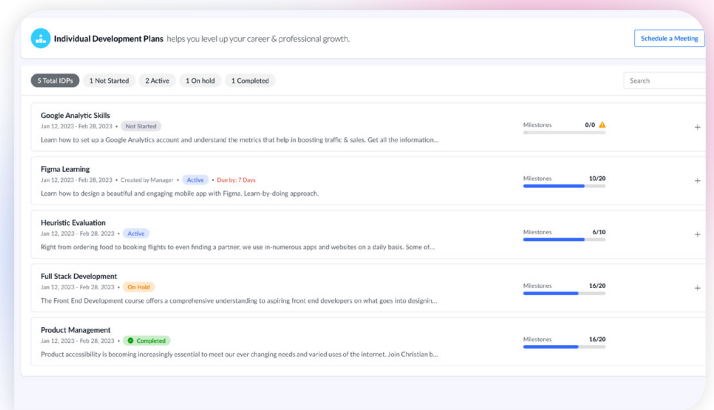 Individual Development Plans helps you level up your career & professional growth.
Schedule a Meeting
5 Total IDPs 1 Not Started 2 Active 1 On hold 1 Completed
Search
Google Analytic Skills
Jan 12, 2023 - Feb 28, 2023 • Not Started
Learn how to set up a Google Analytics account and understand the metrics that help in boosting traffic & sales. Get all the information...
Milestones 0/0
Figma Learning
Jan 12, 2023 - Feb 28, 2023 • Created by Manager • Active • Due by: 7 Days
Learn how to design a beautiful and engaging mobile app with Figma. Learn-by-doing approach.
Milestones 10/20
Heuristic Evaluation
Jan 12, 2023 - Feb 28, 2023 • Active
Right from ordering food to booking flights to even finding a partner, we use in-numerous apps and websites on a daily basis. Some of...
Milestones 6/10
Full Stack Development
Jan 12, 2023 - Feb 28, 2023 • On Hold
The Front End Development course offers a comprehensive understanding to aspiring front end developers on what goes into designin...
Milestones 16/20
Product Management
Jan 12, 2023 - Feb 28, 2023 • Completed
Product accessibility is becoming increasingly essential to meet our ever changing needs and varied uses of the internet. Join Christian b...
Milestones 16/20